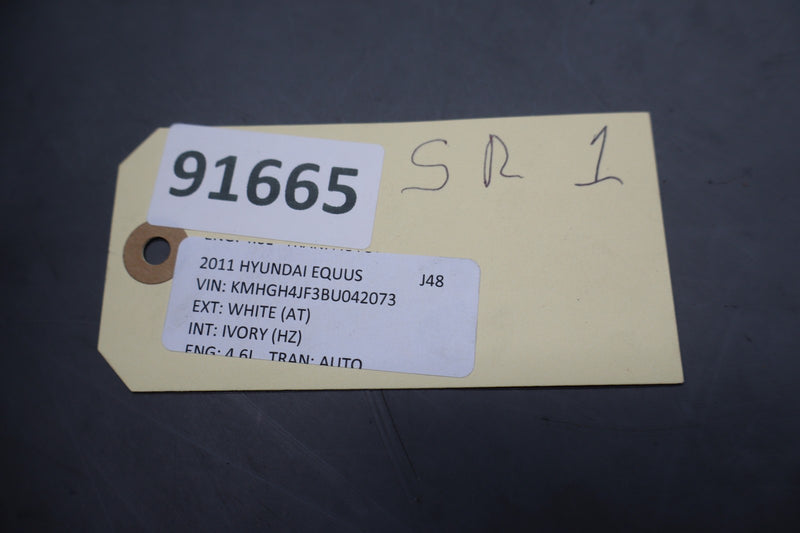 91665
SR 1
2011 HYUNDAI EQUUS J48
VIN: KMHGH4JF3BU042073
EXT: WHITE (AT)
INT: IVORY (HZ)
ENG: 4.6L TRAN: AUTO